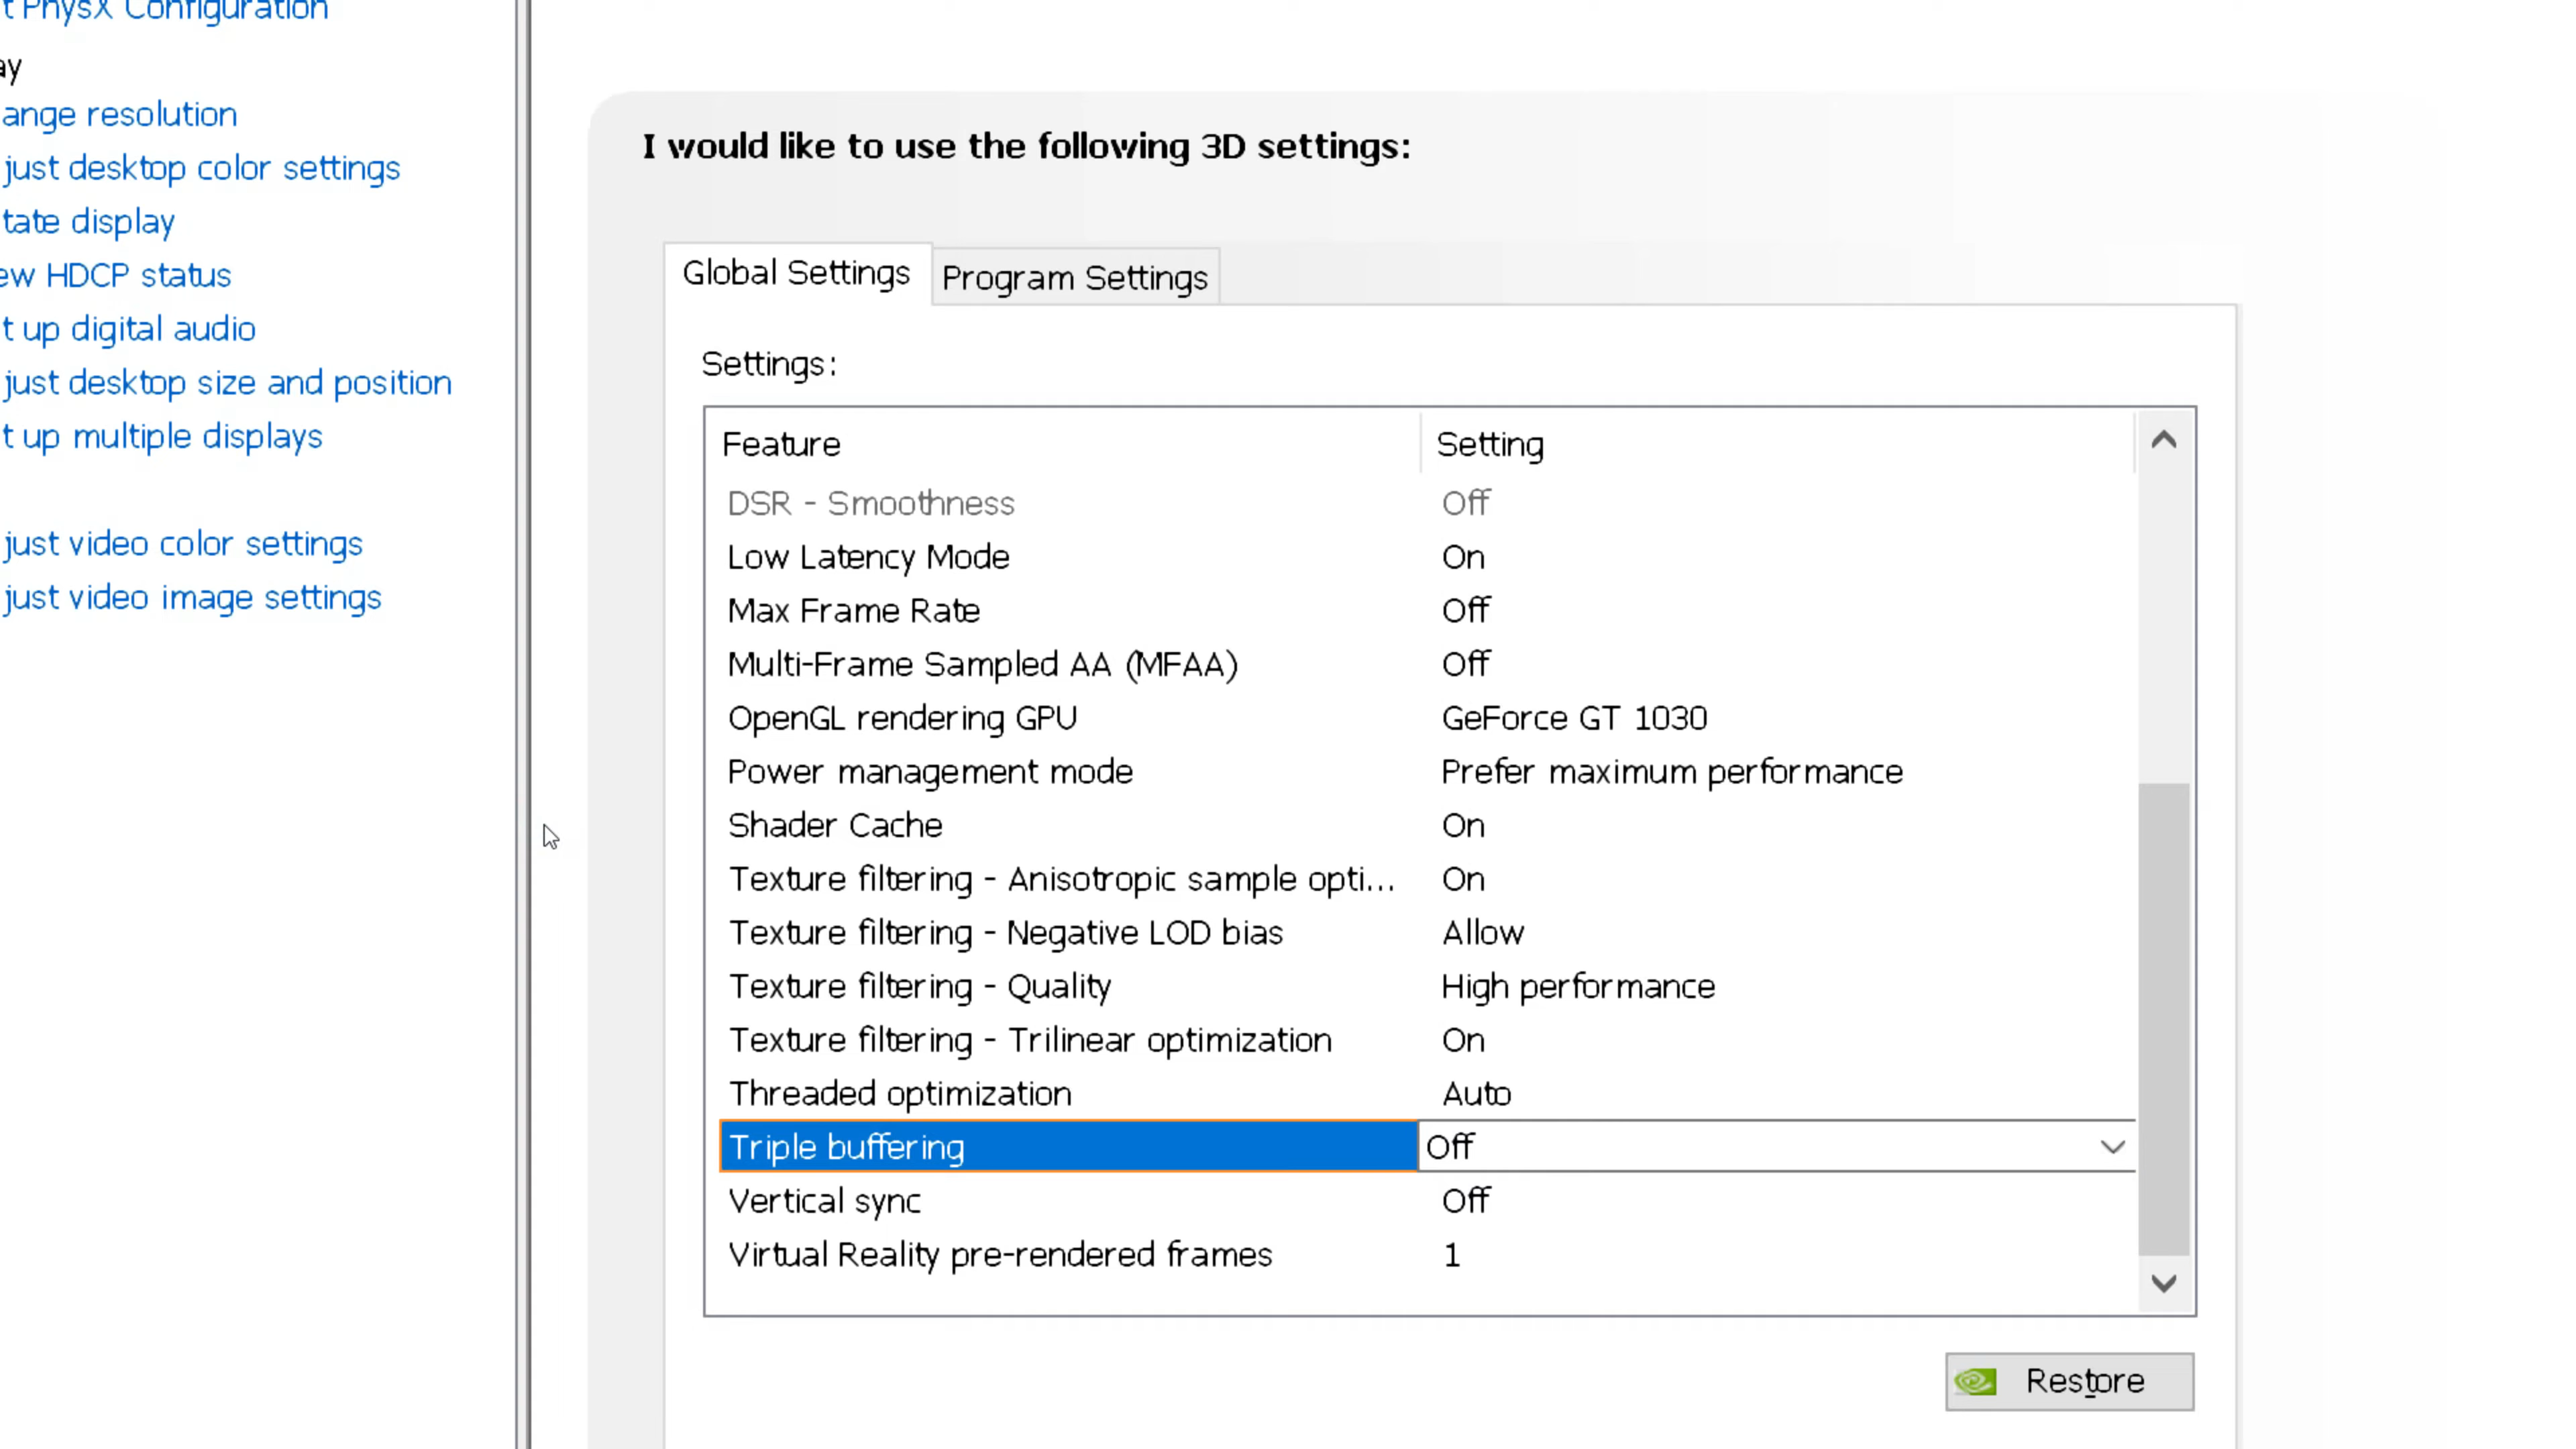 t PhysX Configuration
ay
ange resolution
just desktop color settings
tate display
ew HDCP status
t up digital audio
just desktop size and position
t up multiple displays
just video color settings
just video image settings
I would like to use the following 3D settings:
Global Settings
Program Settings
Settings:
Feature Setting
DSR - Smoothness Off
Low Latency Mode On
Max Frame Rate Off
Multi-Frame Sampled AA (MFAA) Off
OpenGL rendering GPU GeForce GT 1030
Power management mode Prefer maximum performance
Shader Cache On
Texture filtering - Anisotropic sample opti... On
Texture filtering - Negative LOD bias Allow
Texture filtering - Quality High performance
Texture filtering - Trilinear optimization On
Threaded optimization Auto
Triple buffering Off
Vertical sync Off
Virtual Reality pre-rendered frames 1
Restore